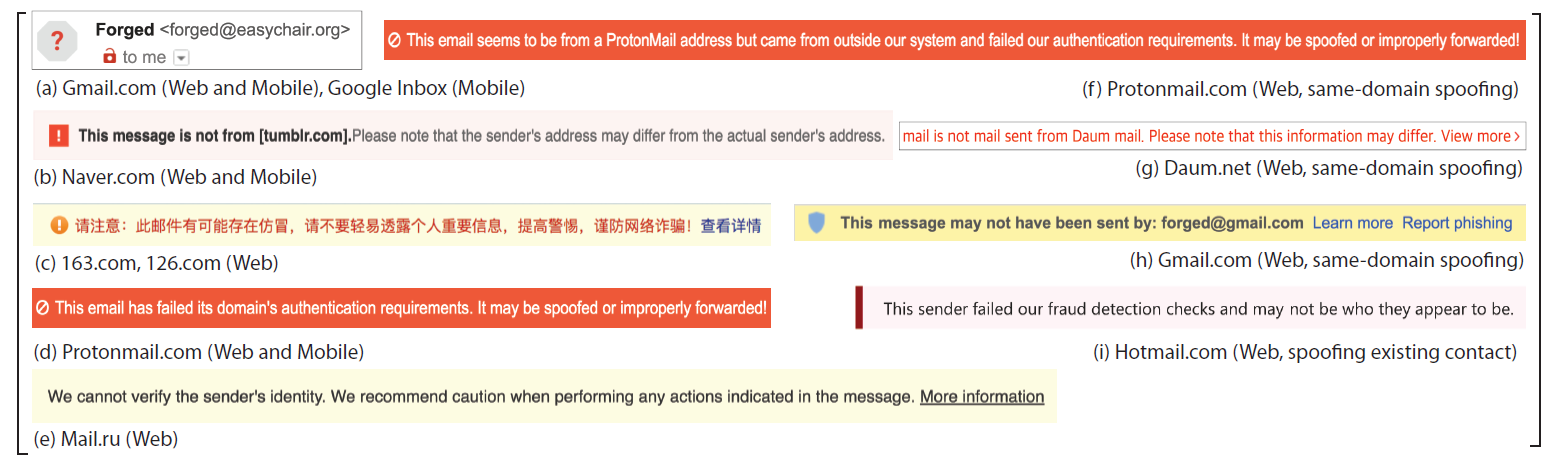 Forged <forged@easychair.org>
to me
(a) Gmail.com (Web and Mobile), Google Inbox (Mobile)
This message is not from [tumblr.com].Please note that the sender's address may differ from the actual sender's address.
(b) Naver.com (Web and Mobile)
请注意：此邮件有可能存在仿冒，请不要轻易透露个人重要信息，提高警惕，谨防网络诈骗！查看详情
(c) 163.com, 126.com (Web)
This email has failed its domain's authentication requirements. It may be spoofed or improperly forwarded!
(d) Protonmail.com (Web and Mobile)
We cannot verify the sender's identity. We recommend caution when performing any actions indicated in the message. More information
(e) Mail.ru (Web)
This email seems to be from a ProtonMail address but came from outside our system and failed our authentication requirements. It may be spoofed or improperly forwarded!
(f) Protonmail.com (Web, same-domain spoofing)
mail is not mail sent from Daum mail. Please note that this information may differ. View more >
(g) Daum.net (Web, same-domain spoofing)
This message may not have been sent by: forged@gmail.com Learn more Report phishing
(h) Gmail.com (Web, same-domain spoofing)
This sender failed our fraud detection checks and may not be who they appear to be.
(i) Hotmail.com (Web, spoofing existing contact)